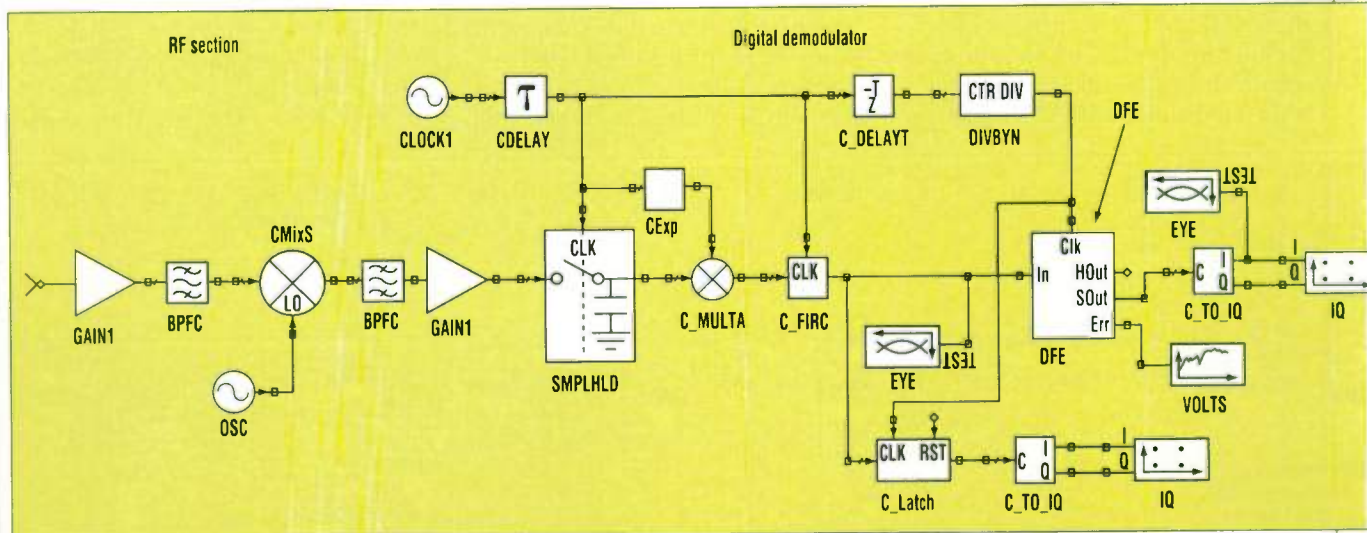 RF section
Digital demodulator
CLOCK1
τ
CDELAY
-T
Z
C_DELAYT
CTR DIV
DIVBYN
DFE
TEST
EYE
CExp
CMixS
LO
CLK
Clk
In
HOut
SOut
Err
C
I
Q
I
Q
GAIN1
BPFC
BPFC
GAIN1
C_MULTA
CLK
C_FIRC
C_TO_IQ
IQ
DFE
SMPLHLD
EYE
TEST
VOLTS
OSC
CLK
RST
C
I
Q
I
Q
C_Latch
C_TO_IQ
IQ